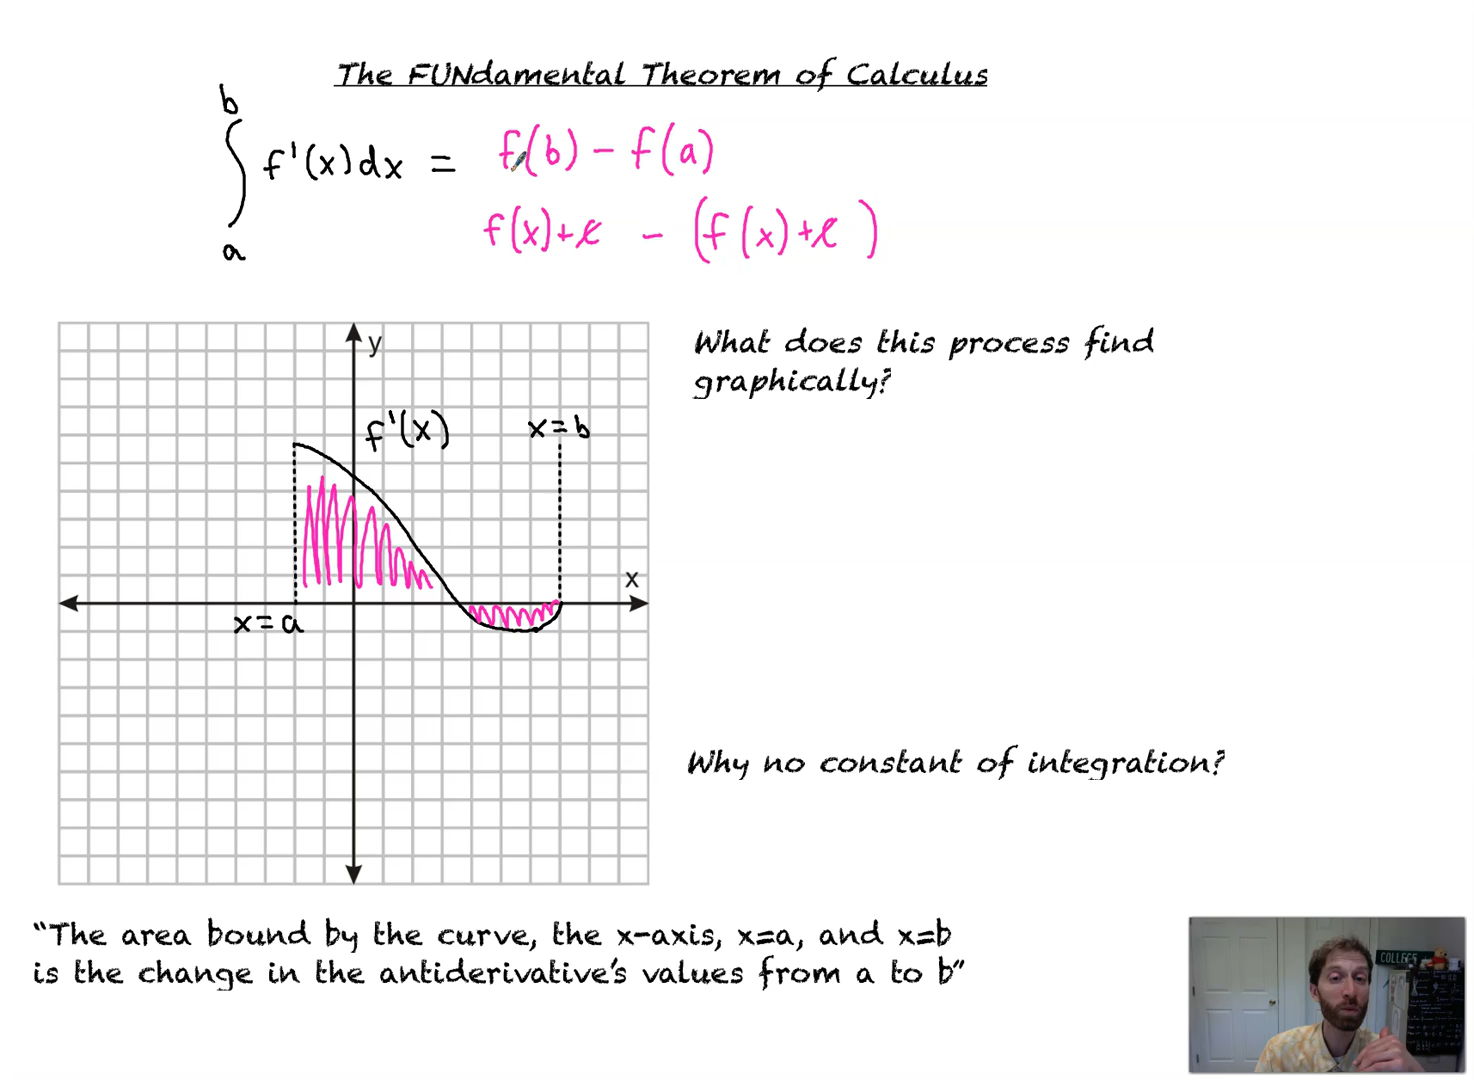 The FUNdamental Theorem of Calculus
b
∫ f'(x)dx = f(b) - f(a)
a
f(x)+c - (f(x)+c)
What does this process find
graphically?
y
f'(x)
x=b
x
x=a
Why no constant of integration?
“The area bound by the curve, the x-axis, x=a, and x=b
is the change in the antiderivative’s values from a to b”
COLLEGE